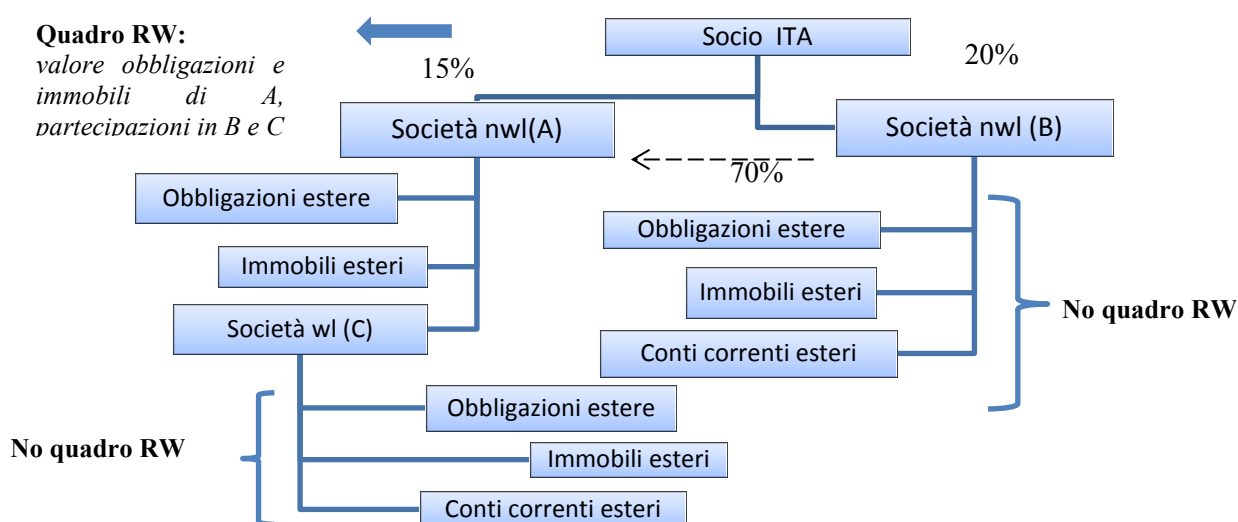 Quadro RW:
valore obbligazioni e
immobili di A,
partecipazioni in B e C
Socio ITA
15%
20%
Società nwl(A)
Società nwl (B)
70%
Obbligazioni estere
Immobili esteri
Società wl (C)
Obbligazioni estere
Immobili esteri
Conti correnti esteri
No quadro RW
Obbligazioni estere
Immobili esteri
Conti correnti esteri
No quadro RW